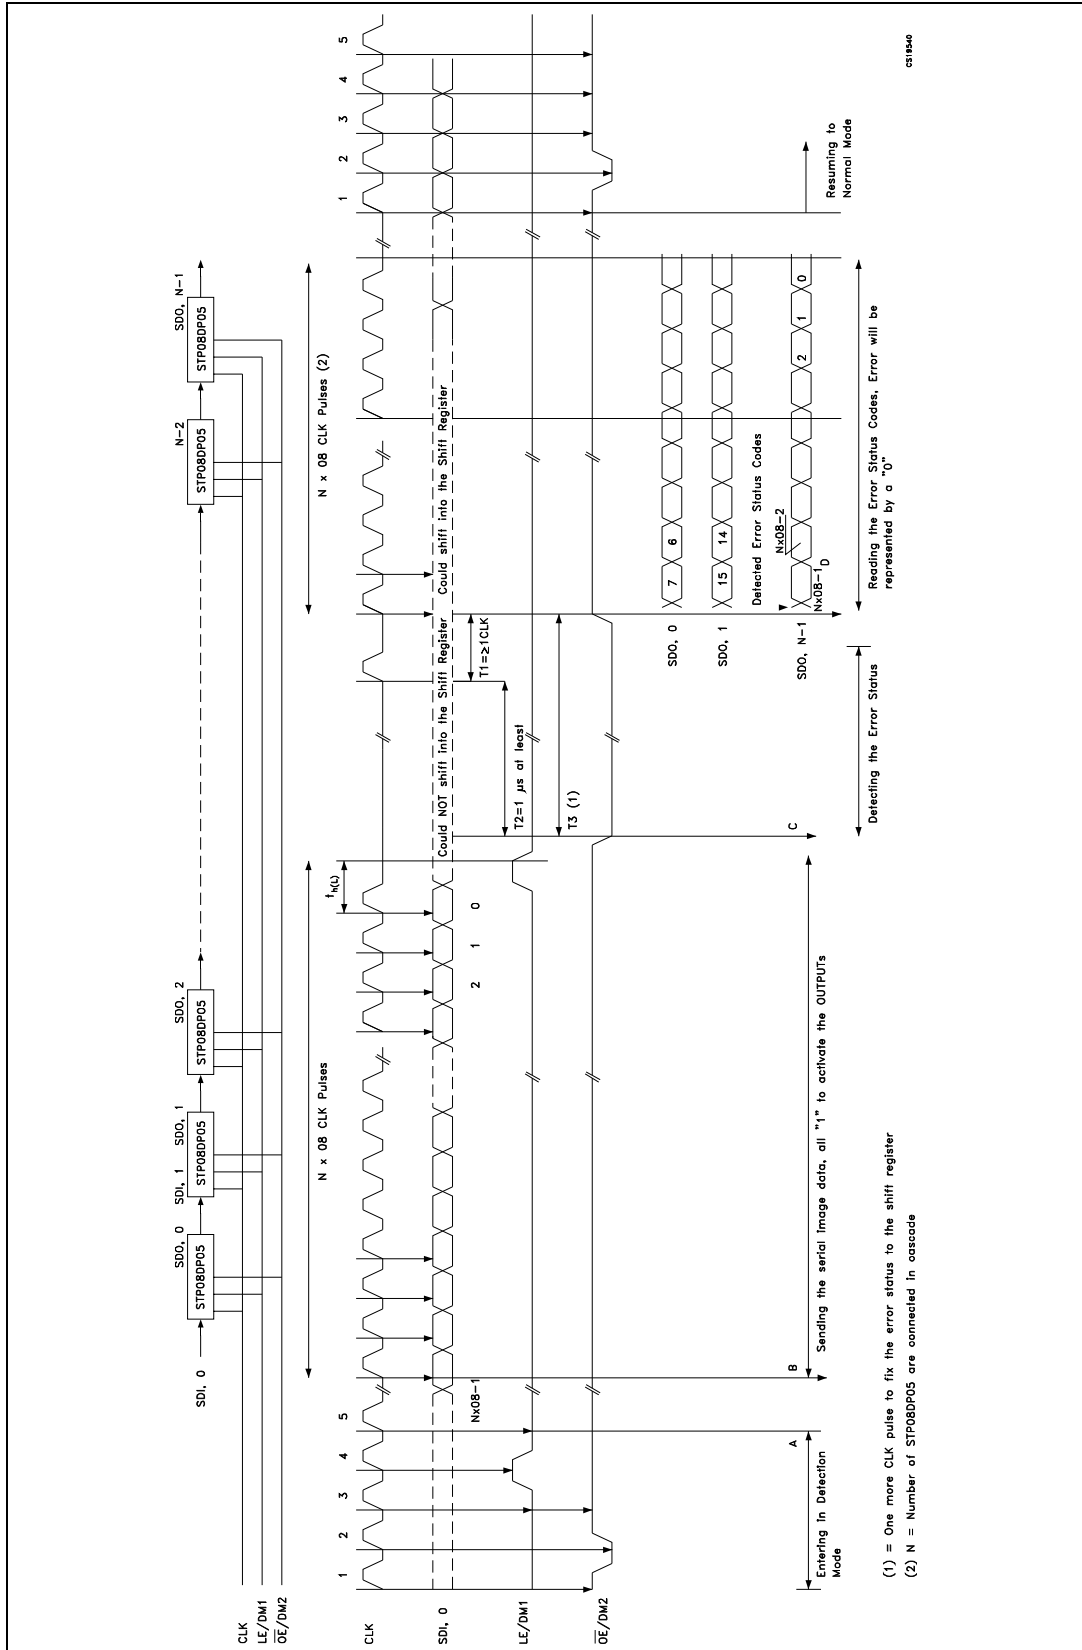 SDI, 0
STP08DP05
SDO, 0
SDI, 1
STP08DP05
SDO, 1
STP08DP05
SDO, 2
N-2
STP08DP05
STP08DP05
SDO, N-1
CLK
LE/DM1
OE/DM2
N x 08 CLK Pulses
N x 08 CLK Pulses (2)
th(L)
CLK
1
2
3
4
5
1
2
3
4
5
SDI, 0
Nx08-1
2
1
0
Could NOT shift into the Shift Register
Could shift into the Shift Register
T1=≥1CLK
T2=1 µs at least
T3 (1)
LE/DM1
OE/DM2
SDO, 0
7
6
SDO, 1
15
14
Detected Error Status Codes
Nx08-2
SDO, N-1
Nx08-1
D
2
1
0
A
B
C
Entering in Detection
Mode
Sending the serial image data, all "1" to activate the OUTPUTs
Detecting the Error Status
Reading the Error Status Codes, Error will be
represented by a "0"
Resuming to
Normal Mode
(1) = One more CLK pulse to fix the error status to the shift register
(2) N = Number of STP08DP05 are connected in cascade
CS19540